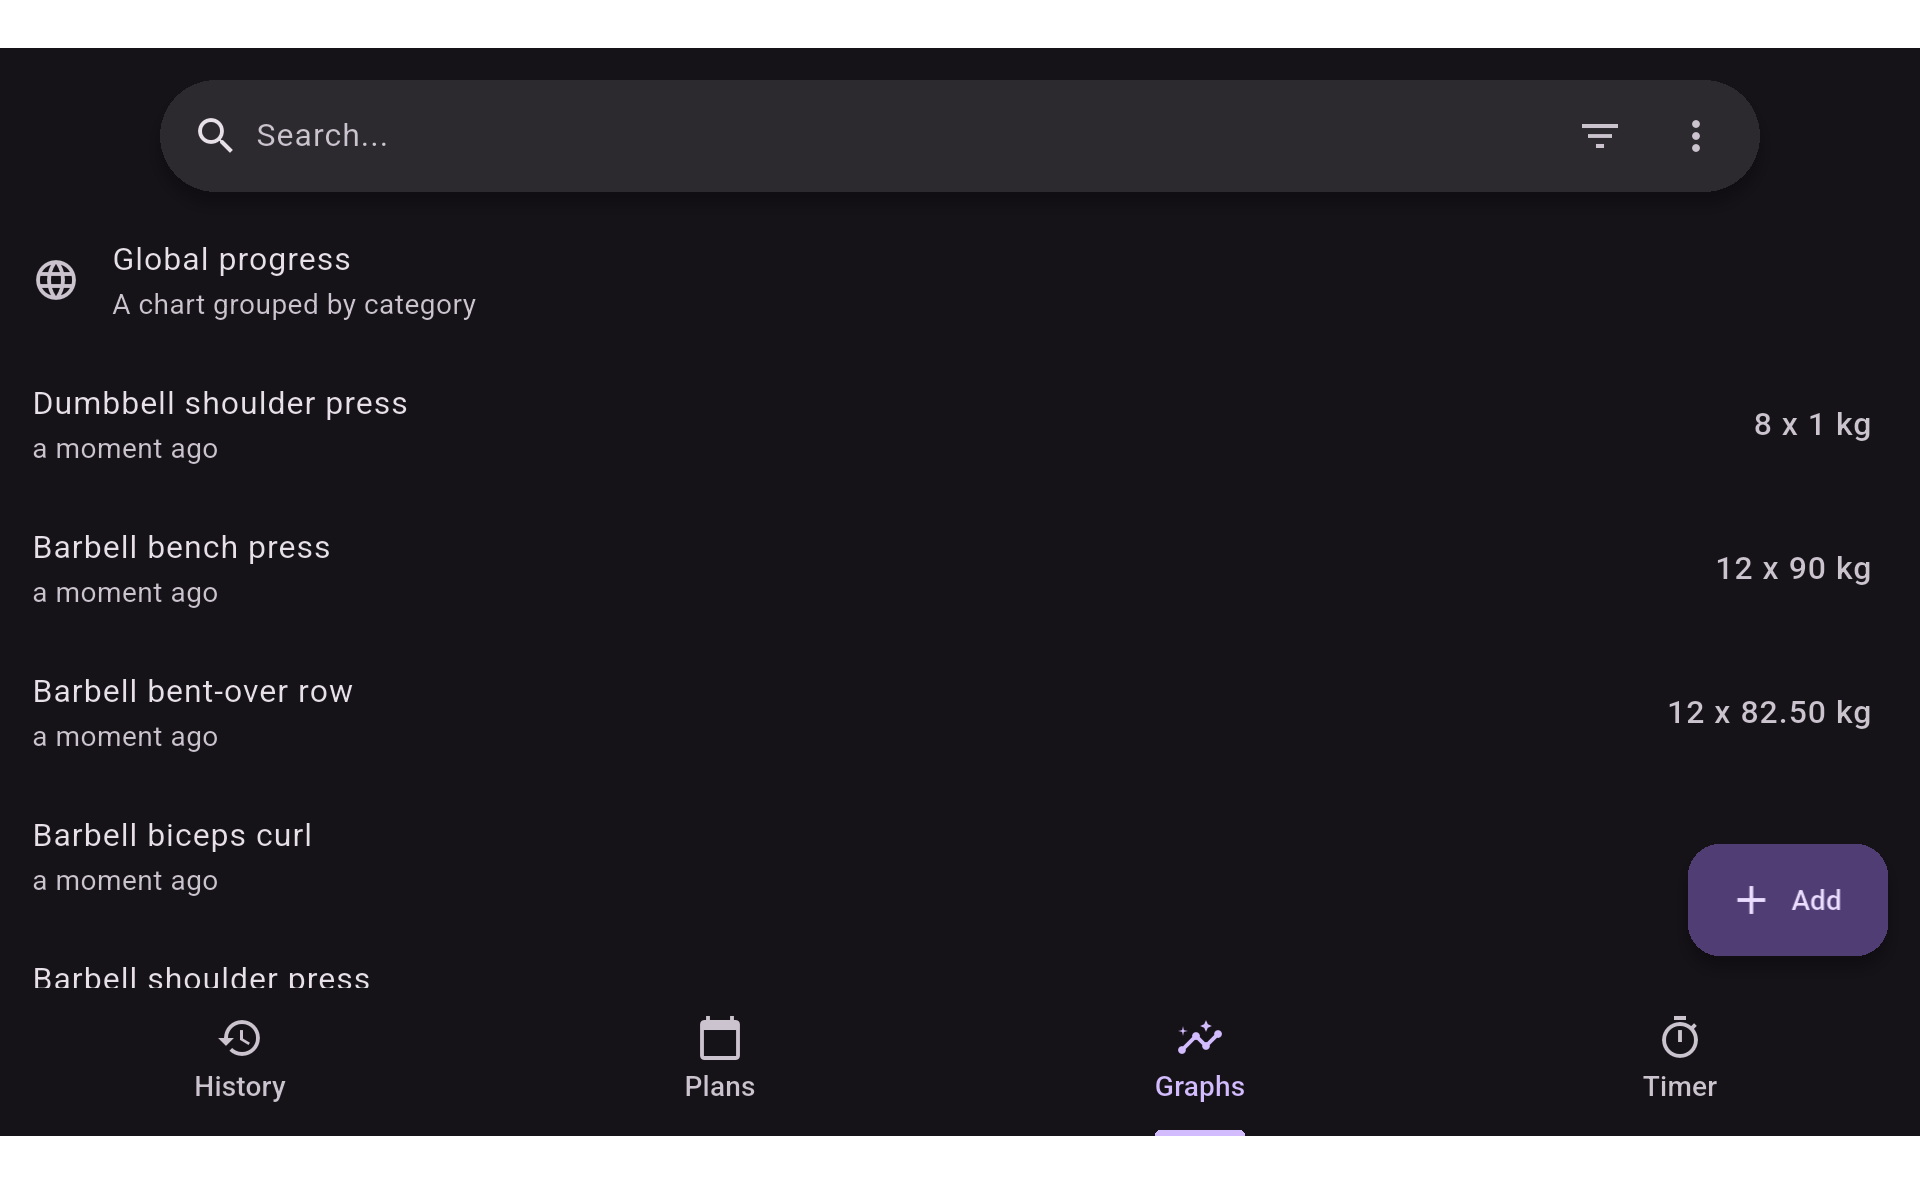 Search...
Global progress
A chart grouped by category
Dumbbell shoulder press
a moment ago
8 x 1 kg
Barbell bench press
a moment ago
12 x 90 kg
Barbell bent-over row
a moment ago
12 x 82.50 kg
Barbell biceps curl
a moment ago
Add
Barbell shoulder press
History
Plans
Graphs
Timer